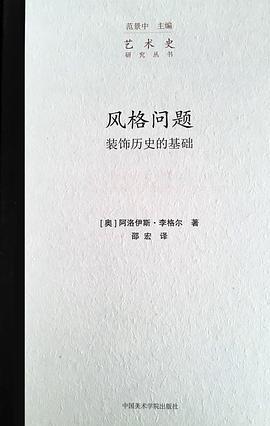 范景中 主编
艺术史
研究丛书
风格问题
装饰历史的基础
[奥]阿洛伊斯·李格尔 著
邵宏 译
中国美术学院出版社